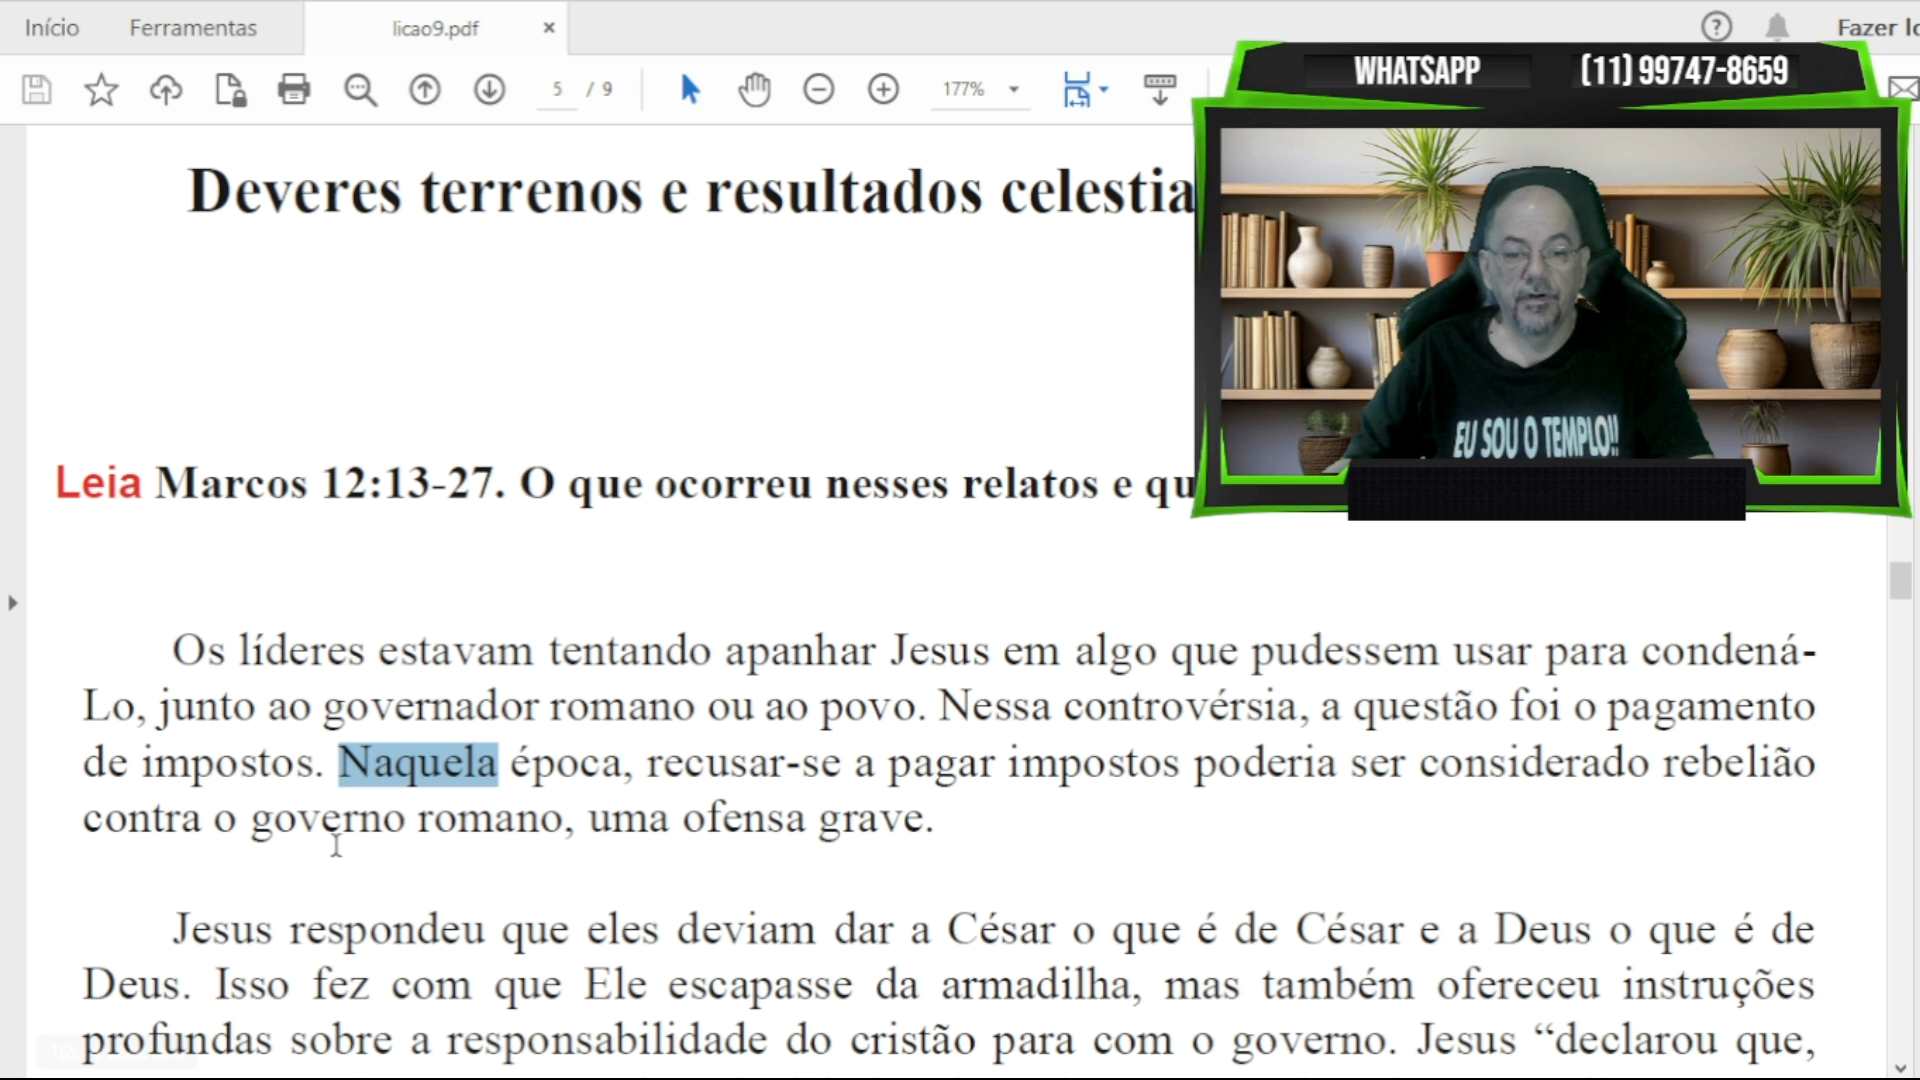 Início Ferramentas licao9.pdf × Fazer lo
5 / 9 177%
WHATSAPP (11) 99747-8659
Deveres terrenos e resultados celestia
EU SOU O TEMPLO!!
Leia Marcos 12:13-27. O que ocorreu nesses relatos e qu
Os líderes estavam tentando apanhar Jesus em algo que pudessem usar para condená-
Lo, junto ao governador romano ou ao povo. Nessa controvérsia, a questão foi o pagamento
de impostos. Naquela época, recusar-se a pagar impostos poderia ser considerado rebelião
contra o governo romano, uma ofensa grave.
Jesus respondeu que eles deviam dar a César o que é de César e a Deus o que é de
Deus. Isso fez com que Ele escapasse da armadilha, mas também ofereceu instruções
profundas sobre a responsabilidade do cristão para com o governo. Jesus “declarou que,